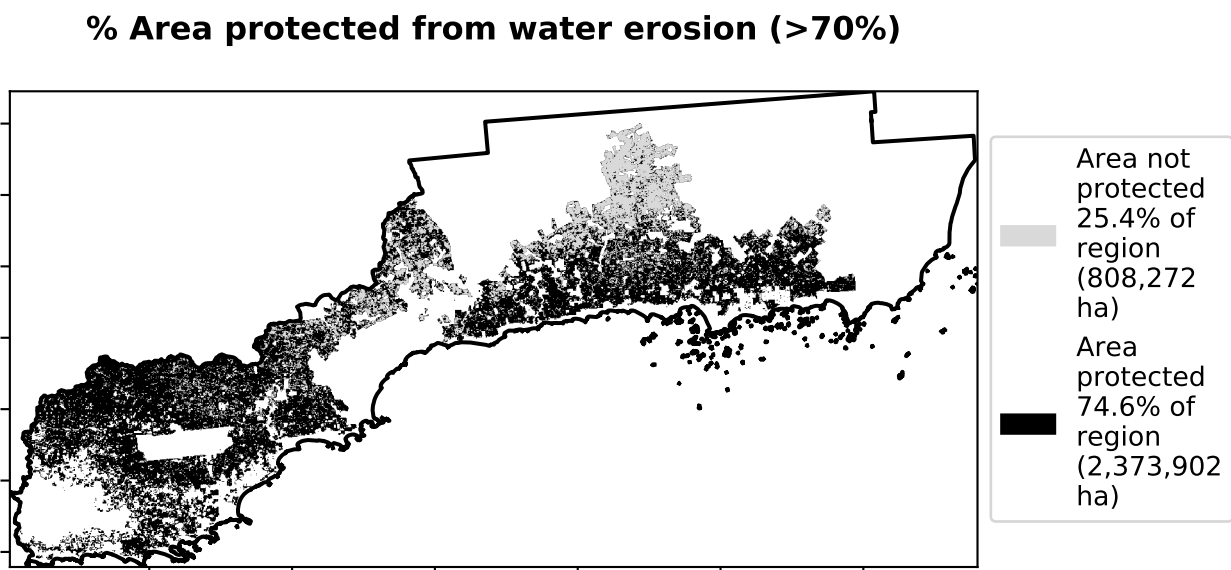 % Area protected from water erosion (>70%)
Area not
protected
25.4% of
region
(808,272
ha)
Area
protected
74.6% of
region
(2,373,902
ha)